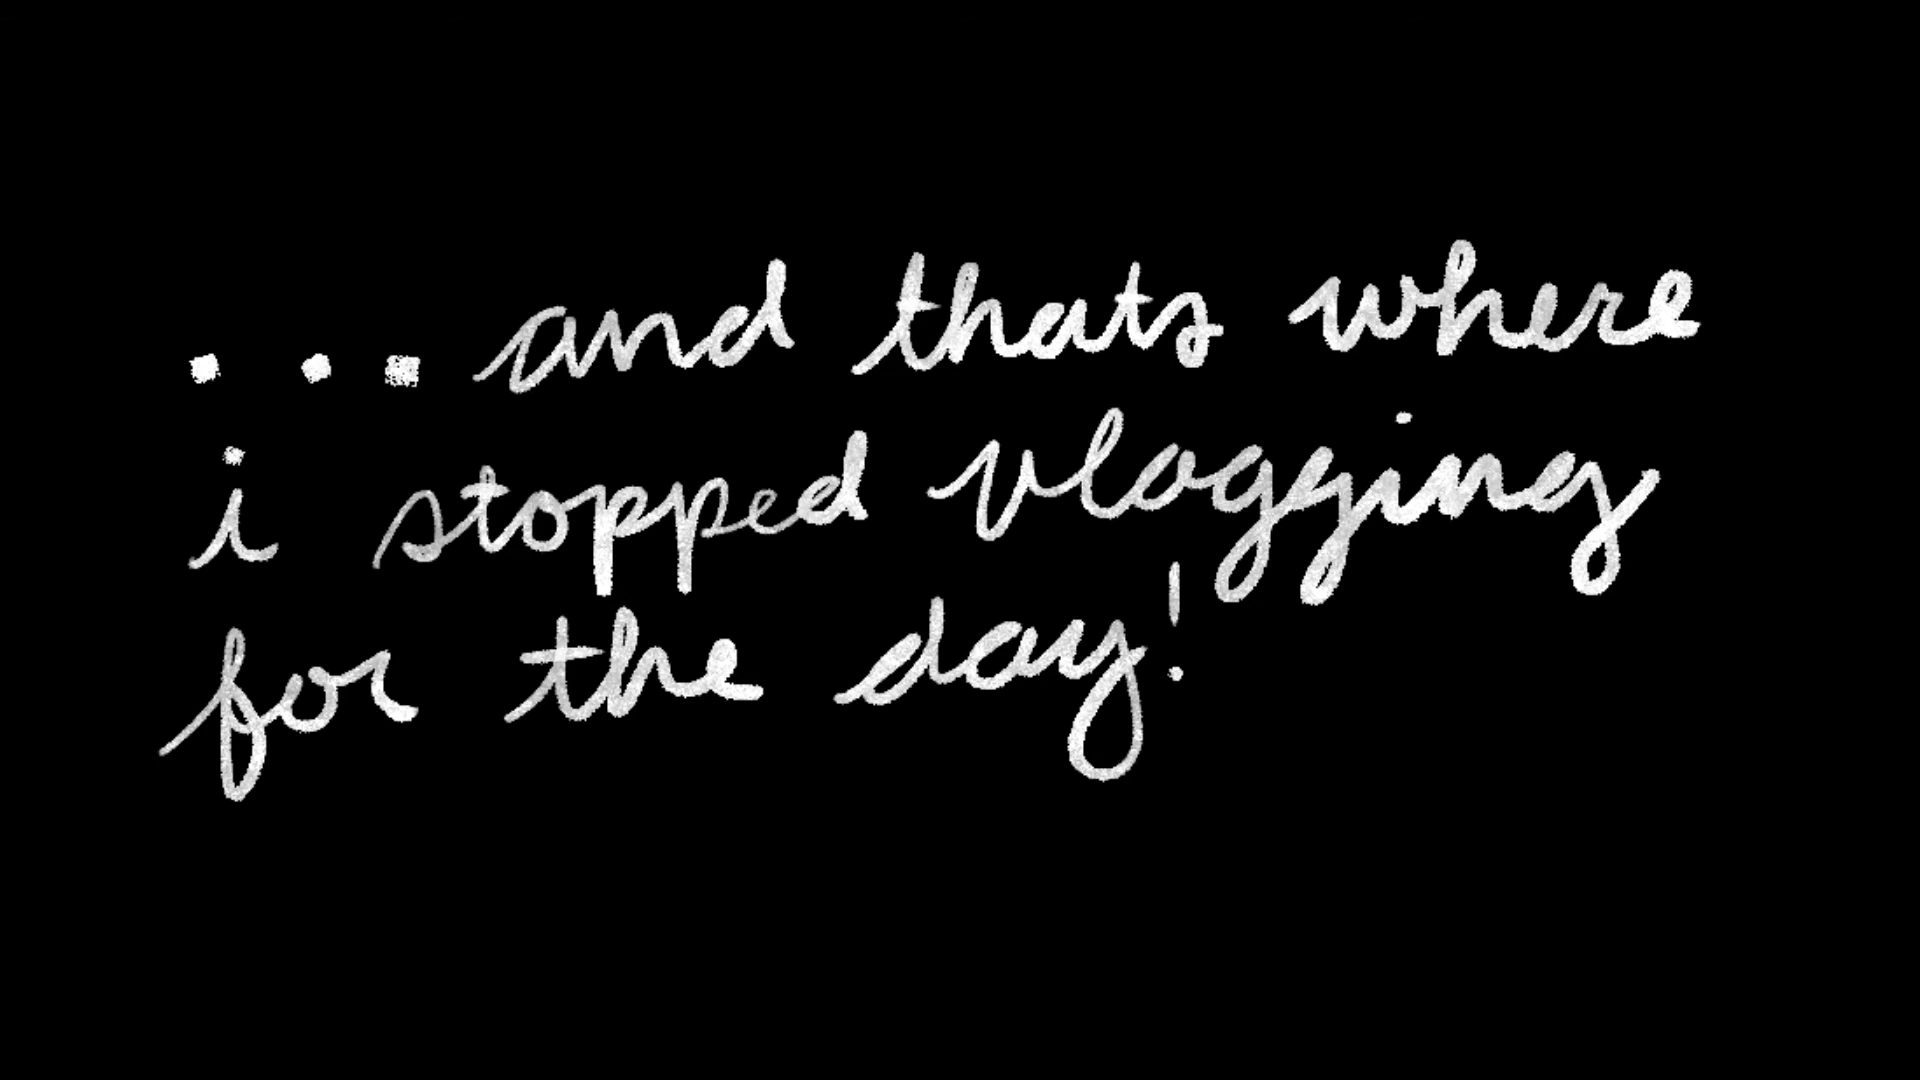 ...and thats where
i stopped vlogging
for the day!